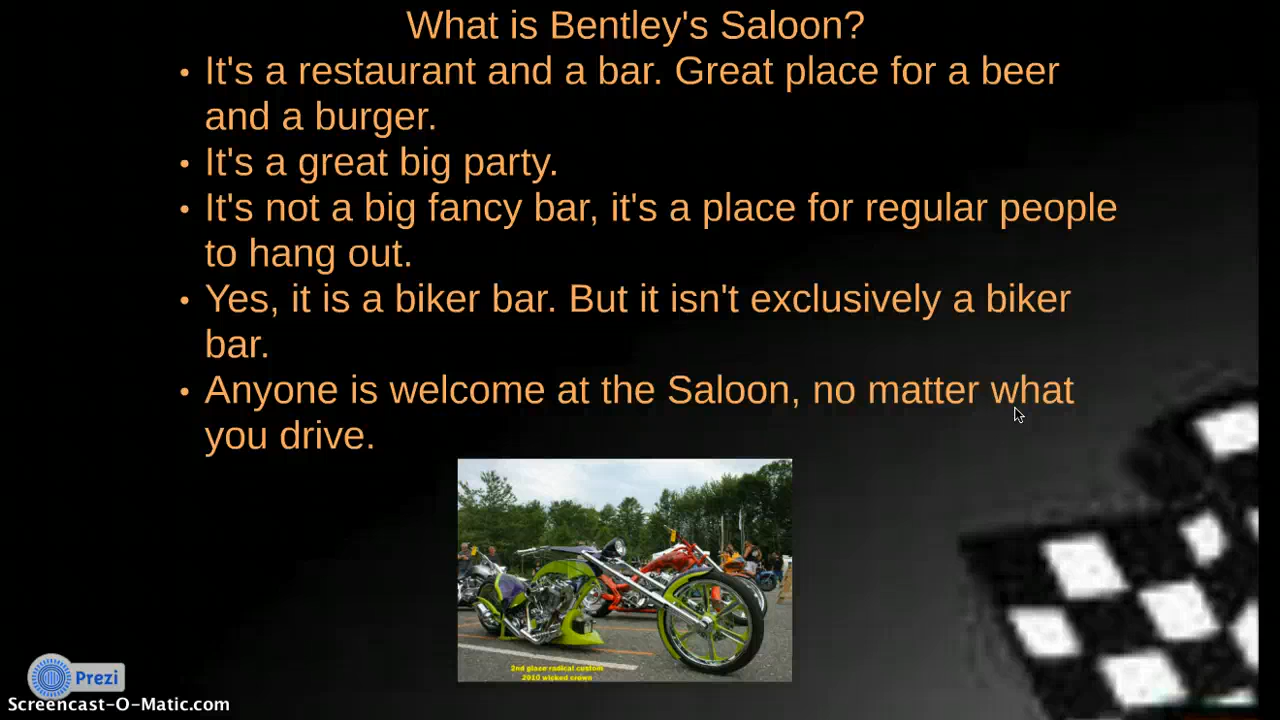 What is Bentley's Saloon?
• It's a restaurant and a bar. Great place for a beer
and a burger.
• It's a great big party.
• It's not a big fancy bar, it's a place for regular people
to hang out.
• Yes, it is a biker bar. But it isn't exclusively a biker
bar.
• Anyone is welcome at the Saloon, no matter what
you drive.
2nd place radical custom
2010 wicked crown
Prezi
Screencast-O-Matic.com